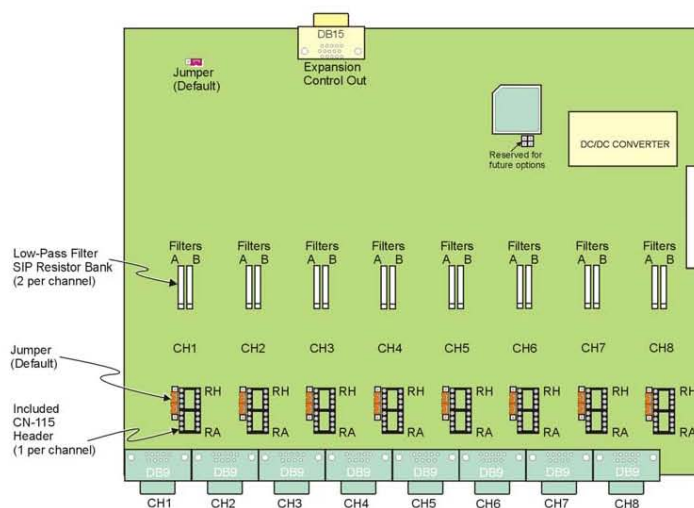 DB15
Expansion
Control Out
Jumper
(Default)
Reserved for
future options
DC/DC CONVERTER
Low-Pass Filter
SIP Resistor Bank
(2 per channel)
Filters Filters Filters Filters Filters Filters Filters Filters
A B A B A B A B A B A B A B A B
CH1 CH2 CH3 CH4 CH5 CH6 CH7 CH8
Jumper
(Default)
Included
CN-115
Header
(1 per channel)
RH RH RH RH RH RH RH RH
RA RA RA RA RA RA RA RA
DB9 DB9 DB9 DB9 DB9 DB9 DB9 DB9
CH1 CH2 CH3 CH4 CH5 CH6 CH7 CH8